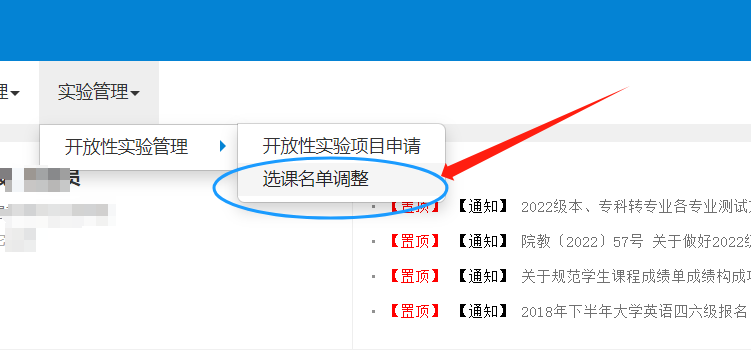 理
实验管理
开放性实验管理
开放性实验项目申请
选课名单调整
员
【置顶】【通知】 2022级本、专科转专业各专业测试
【置顶】【通知】 院教〔2022〕57号 关于做好2022级
【置顶】【通知】 关于规范学生课程成绩单成绩构成项
【置顶】【通知】 2018年下半年大学英语四六级报名